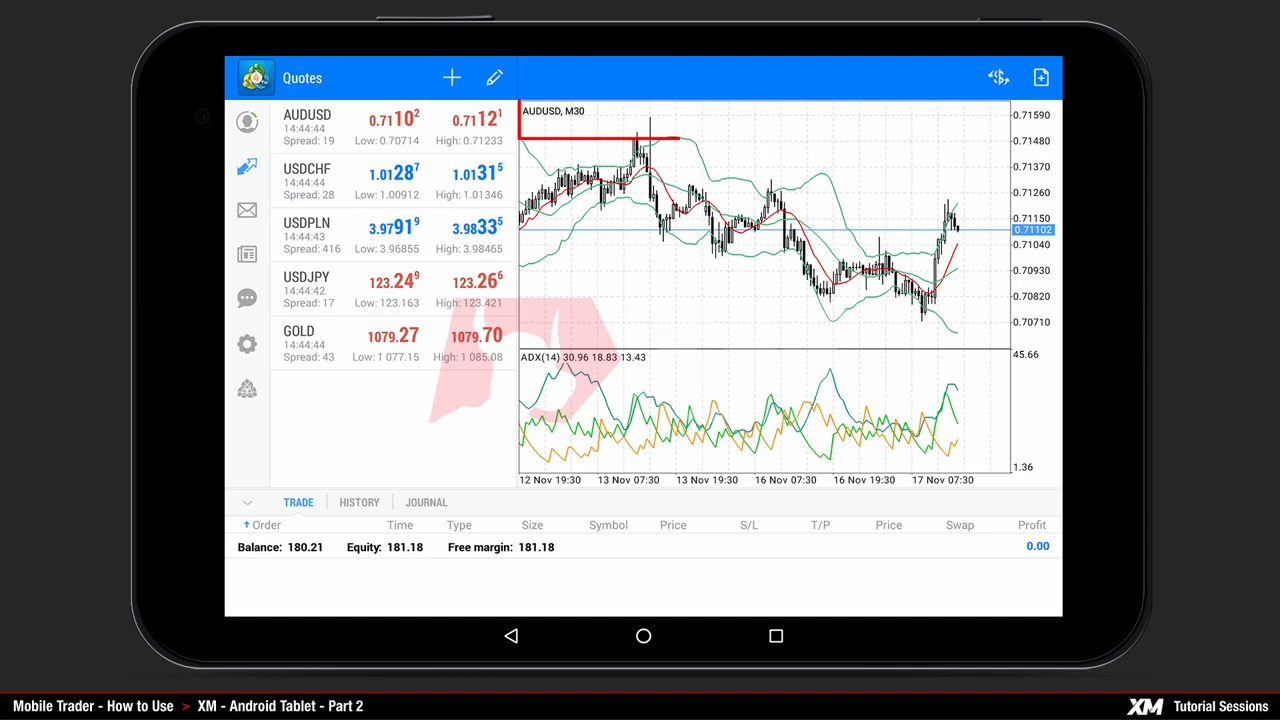 Quotes
AUDUSD 0.71102 0.71121
14:44:44
Spread: 19 Low: 0.70714 High: 0.71233
USDCHF 1.01287 1.01315
14:44:44
Spread: 28 Low: 1.00912 High: 1.01346
USDPLN 3.97919 3.98335
14:44:43
Spread: 416 Low: 3.96855 High: 3.98465
USDJPY 123.249 123.266
14:44:42
Spread: 17 Low: 123.163 High: 123.421
GOLD 1079.27 1079.70
14:44:44
Spread: 43 Low: 1 077.15 High: 1 085.08
AUDUSD, M30
0.71590
0.71480
0.71370
0.71260
0.71150
0.71102
0.71040
0.70930
0.70820
0.70710
ADX(14) 30.96 18.83 13.43
45.66
1.36
12 Nov 19:30 13 Nov 07:30 13 Nov 19:30 16 Nov 07:30 16 Nov 19:30 17 Nov 07:30
TRADE HISTORY JOURNAL
Order Time Type Size Symbol Price S/L T/P Price Swap Profit
Balance: 180.21 Equity: 181.18 Free margin: 181.18 0.00
Mobile Trader - How to Use > XM - Android Tablet - Part 2
XM Tutorial Sessions